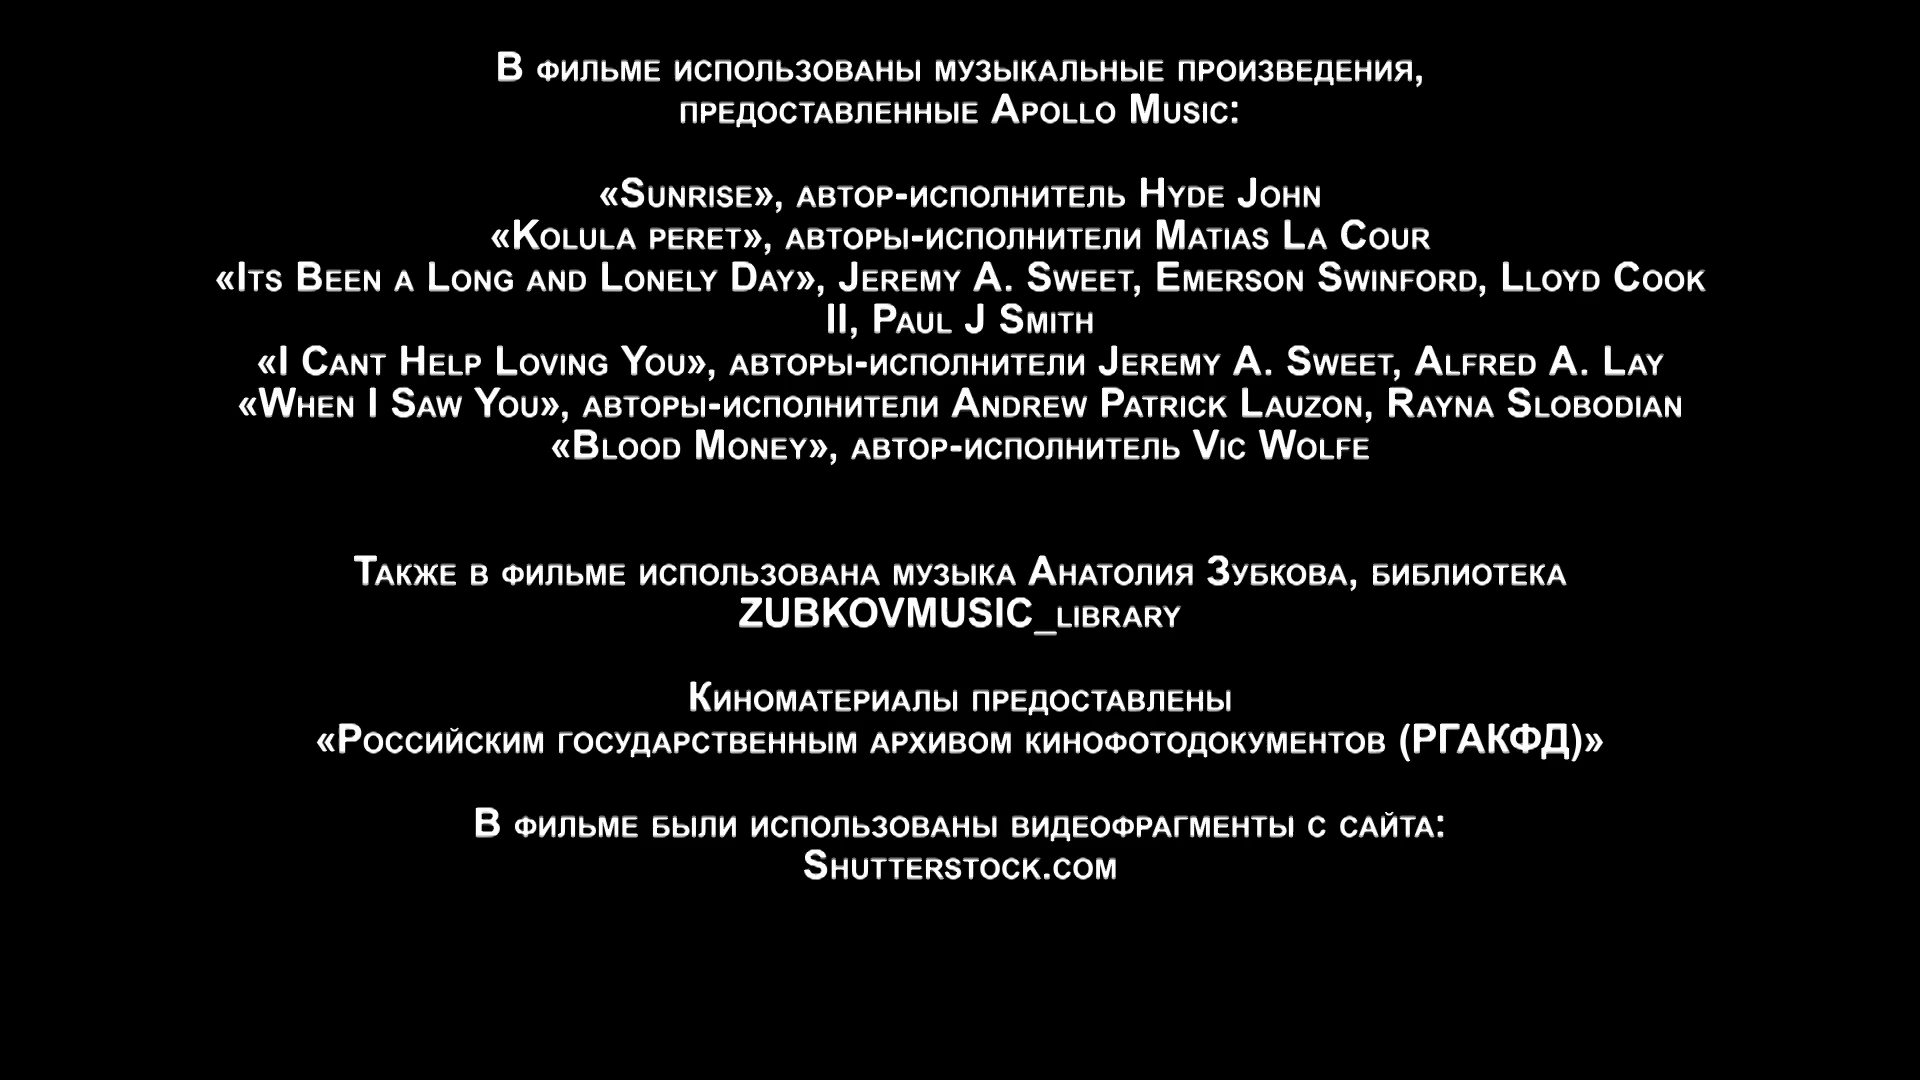 В фильме использованы музыкальные произведения,
предоставленные Apollo Music:
«Sunrise», автор-исполнитель Hyde John
«Kolula peret», авторы-исполнители Matias La Cour
«Its Been a Long and Lonely Day», Jeremy A. Sweet, Emerson Swinford, Lloyd Cook
II, Paul J Smith
«I Cant Help Loving You», авторы-исполнители Jeremy A. Sweet, Alfred A. Lay
«When I Saw You», авторы-исполнители Andrew Patrick Lauzon, Rayna Slobodian
«Blood Money», автор-исполнитель Vic Wolfe
Также в фильме использована музыка Анатолия Зубкова, библиотека
ZUBKOVMUSIC_library
Киноматериалы предоставлены
«Российским государственным архивом кинофотодокументов (РГАКФД)»
В фильме были использованы видеофрагменты с сайта:
Shutterstock.com